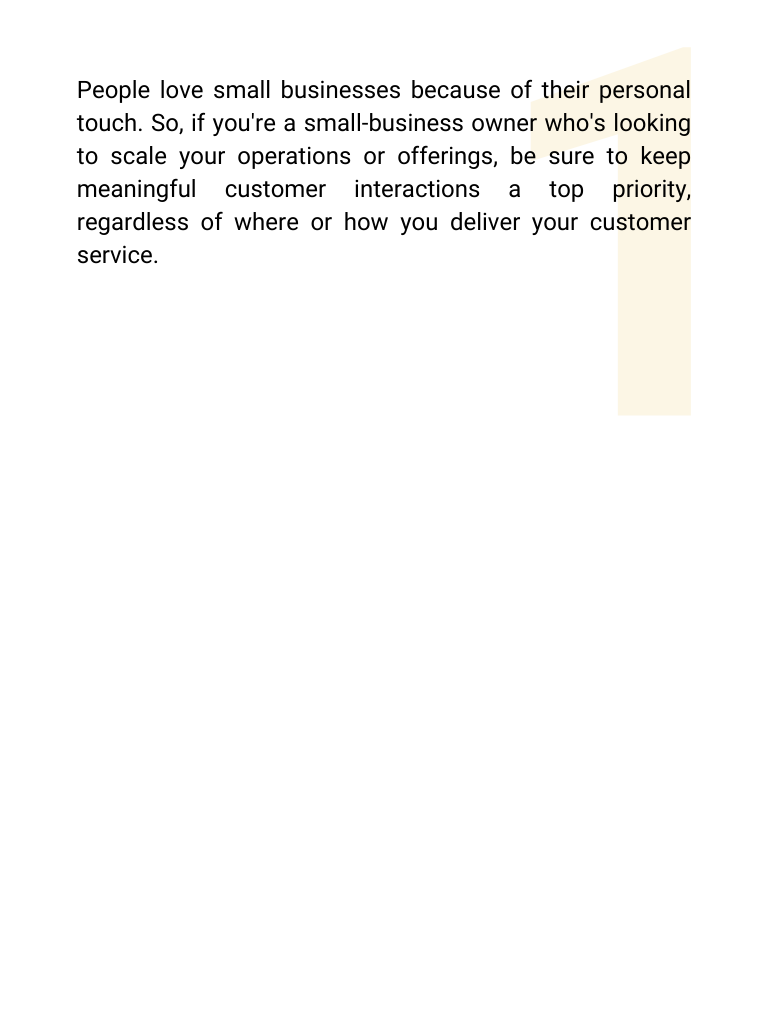 1
People love small businesses because of their personal
touch. So, if you're a small-business owner who's looking
to scale your operations or offerings, be sure to keep
meaningful customer interactions a top priority,
regardless of where or how you deliver your customer
service.